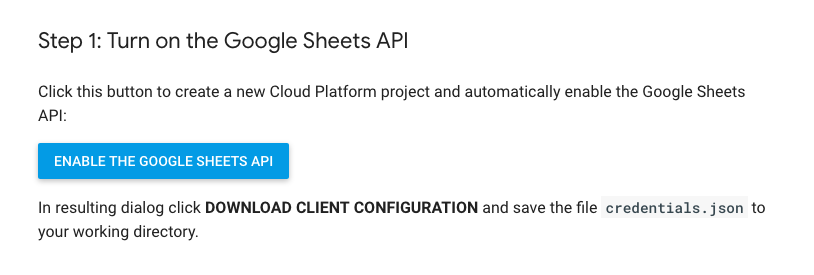 Step 1: Turn on the Google Sheets API
Click this button to create a new Cloud Platform project and automatically enable the Google Sheets
API:
ENABLE THE GOOGLE SHEETS API
In resulting dialog click DOWNLOAD CLIENT CONFIGURATION and save the file credentials.json to
your working directory.